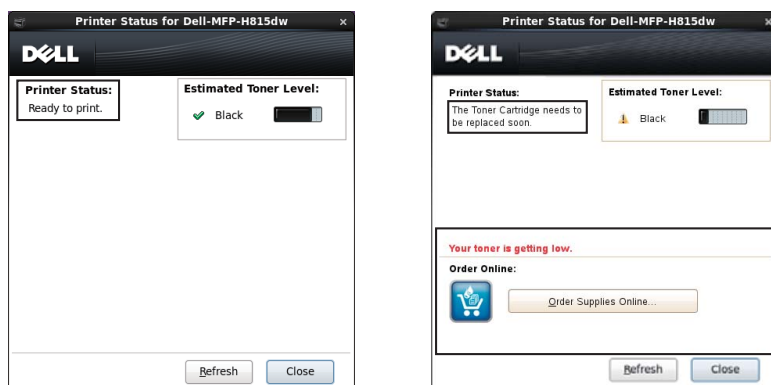 Printer Status for Dell-MFP-H815dw x
DELL
Printer Status:
Ready to print.
Estimated Toner Level:
Black
Refresh Close
Printer Status for Dell-MFP-H815dw x
DELL
Printer Status:
The Toner Cartridge needs to
be replaced soon.
Estimated Toner Level:
Black
Your toner is getting low.
Order Online:
Order Supplies Online...
Refresh Close